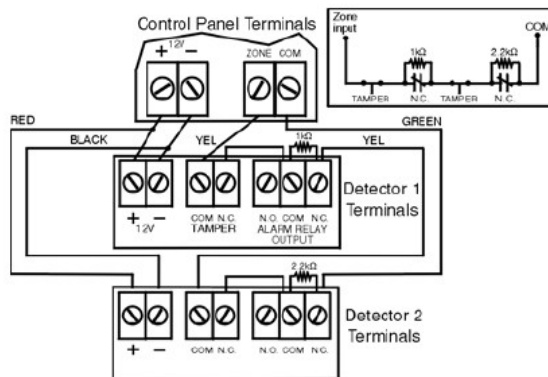 Control Panel Terminals
12V
+ −
ZONE COM
Zone input
COM
1kΩ
2.2kΩ
TAMPER N.C. TAMPER N.C.
RED
GREEN
BLACK
YEL
1kΩ
YEL
Detector 1 Terminals
+ −
12V
COM N.C.
TAMPER
N.O. COM N.C.
ALARM RELAY OUTPUT
2.2kΩ
Detector 2 Terminals
+ −
COM N.C.
N.O. COM N.C.